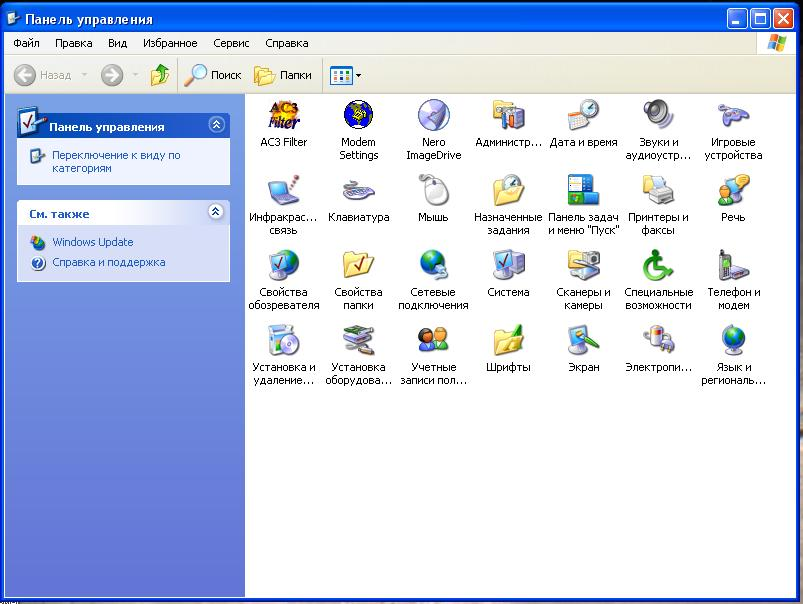 Панель управления
Файл Правка Вид Избранное Сервис Справка
Назад Поиск Папки
Панель управления
Переключение к виду по
категориям
См. также
Windows Update
Справка и поддержка
AC3 Filter
AC3 Filter
Modem
Settings
Nero
ImageDrive
Администр...
Дата и время
Звуки и
аудиоустр...
Игровые
устройства
Инфракрас...
связь
Клавиатура
Мышь
Назначенные
задания
Панель задач
и меню "Пуск"
Принтеры и
факсы
Речь
Свойства
обозревателя
Свойства
папки
Сетевые
подключения
Система
Сканеры и
камеры
Специальные
возможности
Телефон и
модем
Установка и
удаление...
Установка
оборудова...
Учетные
записи пол...
Шрифты
Экран
Электропи...
Язык и
региональ...